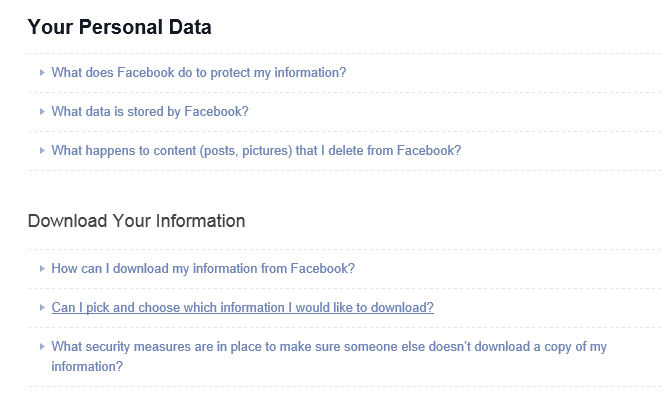 Your Personal Data
What does Facebook do to protect my information?
What data is stored by Facebook?
What happens to content (posts, pictures) that I delete from Facebook?
Download Your Information
How can I download my information from Facebook?
Can I pick and choose which information I would like to download?
What security measures are in place to make sure someone else doesn't download a copy of my
information?